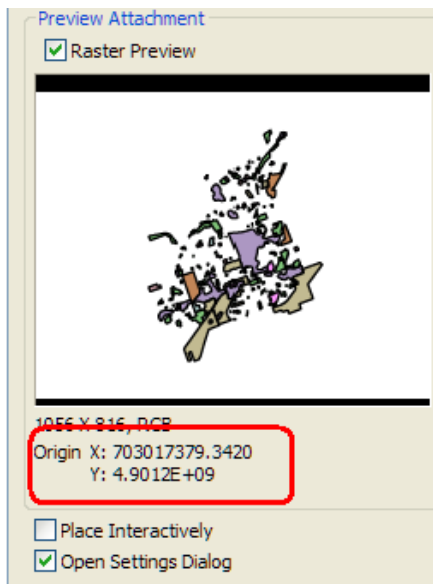 Preview Attachment
Raster Preview
1056 X 816, RGB
Origin X: 703017379.3420
Y: 4.9012E+09
Place Interactively
Open Settings Dialog